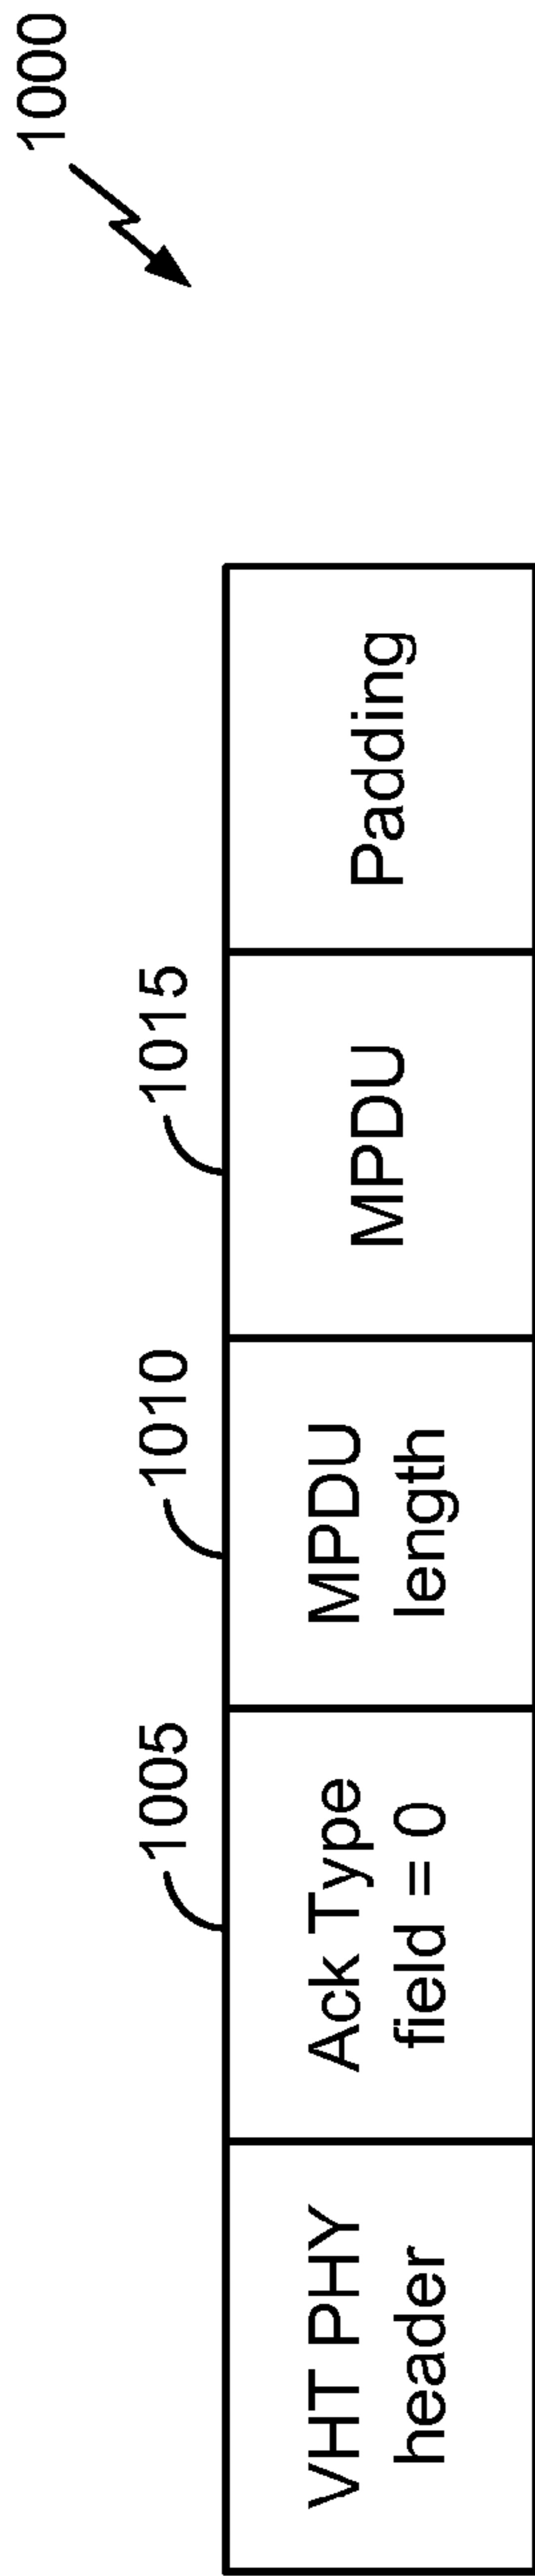 1000
1005
1010
1015
VHT PHY
header
Ack Type
field = 0
MPDU
length
MPDU
Padding